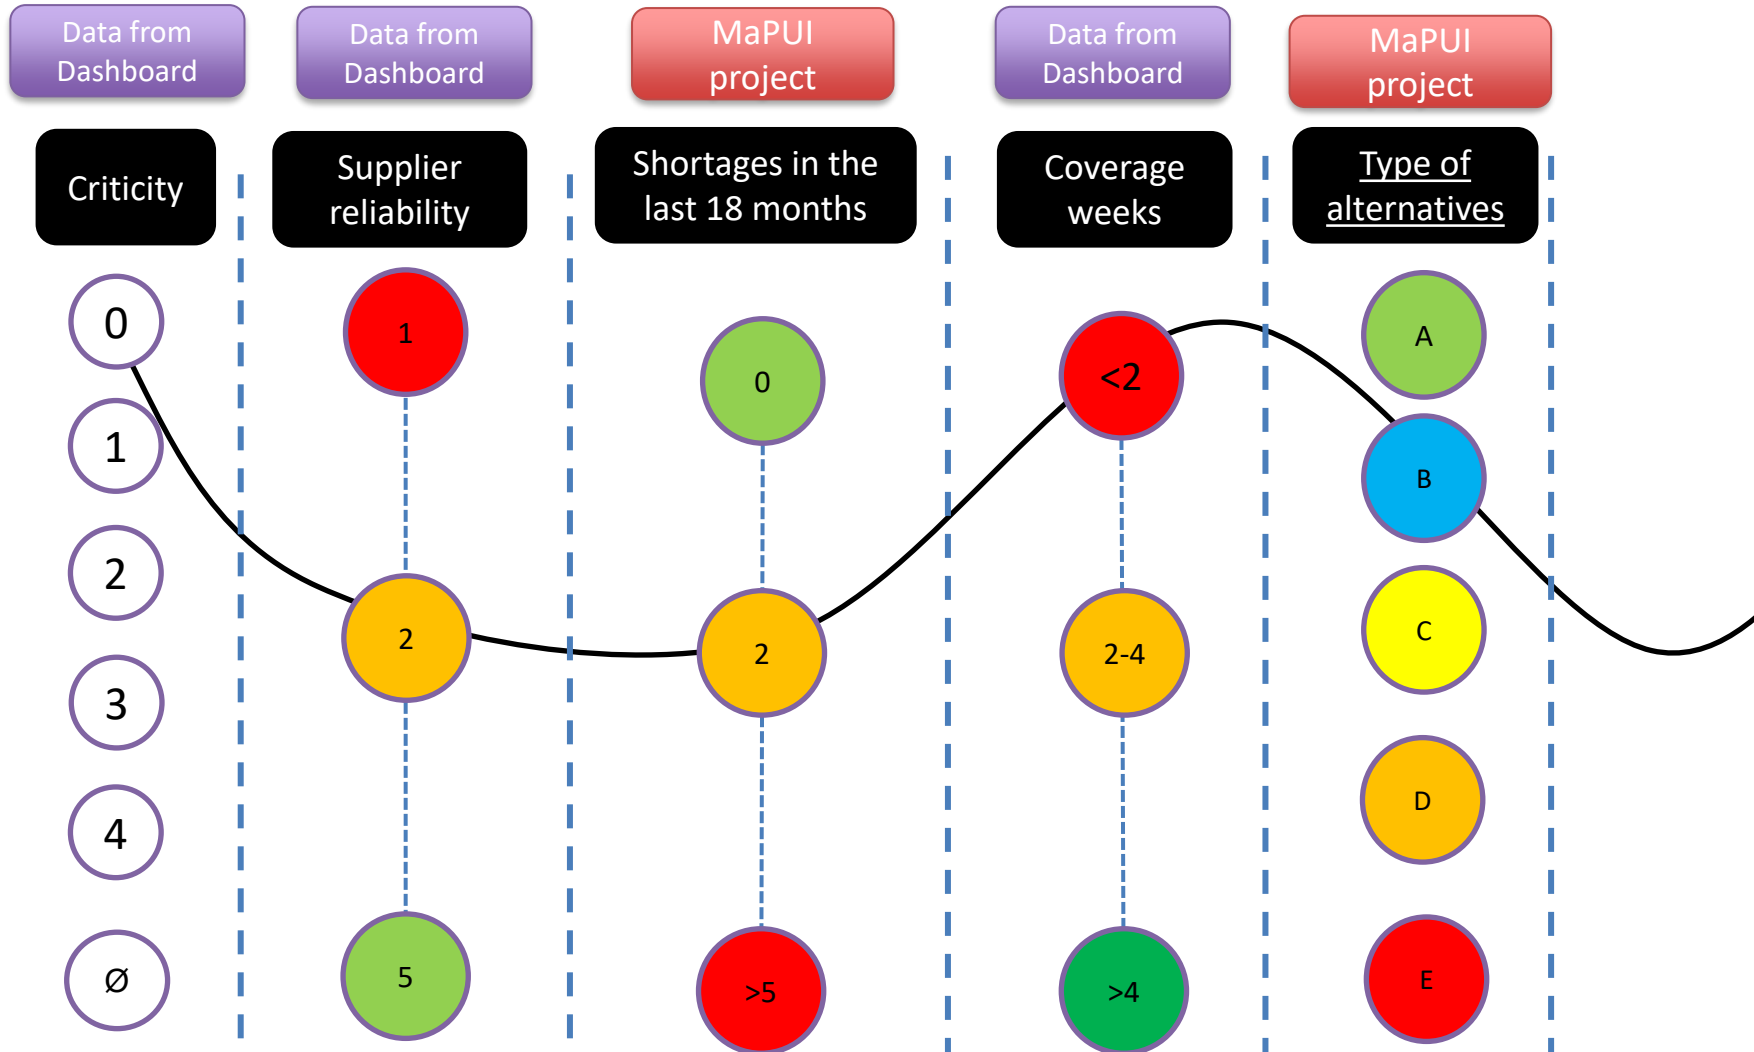 Data from
Dashboard
Data from
Dashboard
MaPUI
project
Data from
Dashboard
MaPUI
project
Criticity
Supplier
reliability
Shortages in the
last 18 months
Coverage
weeks
Type of
alternatives
0
1
2
3
4
Ø
1
2
5
0
2
>5
<2
2-4
>4
A
B
C
D
E